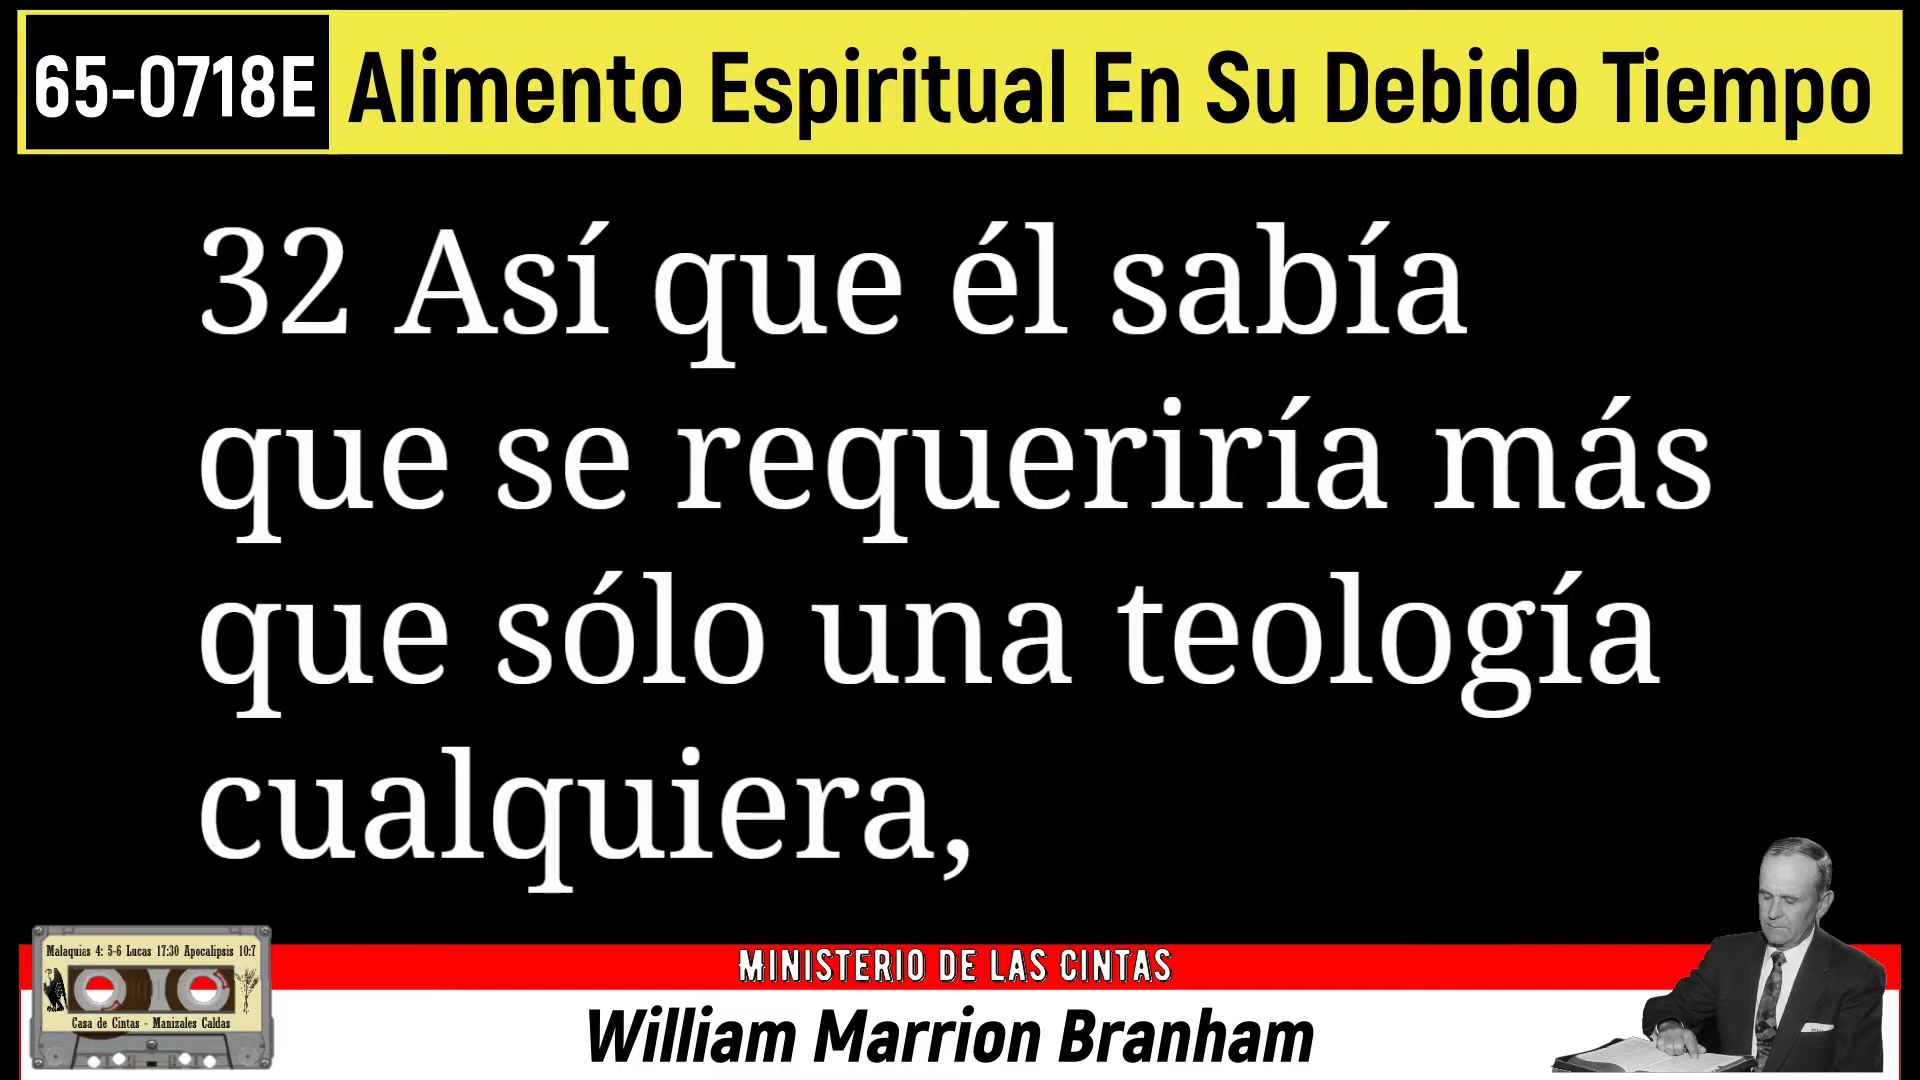 65-0718E Alimento Espiritual En Su Debido Tiempo
32 Así que él sabía
que se requeriría más
que sólo una teología
cualquiera,
Malaquias 4: 5-6 Lucas 17:30 Apocalipsis 10:7
Casa de Cintas - Manizales Caldas
MINISTERIO DE LAS CINTAS
William Marrion Branham